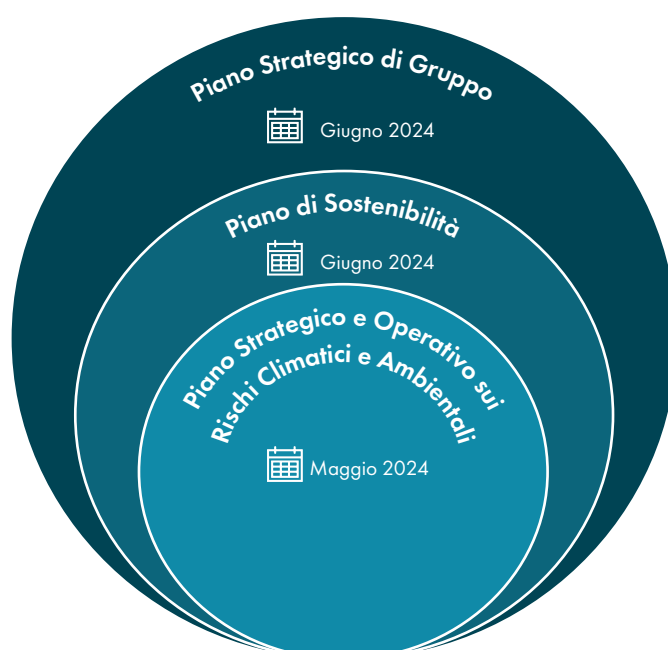 Piano Strategico di Gruppo
Giugno 2024
Piano di Sostenibilità
Giugno 2024
Piano Strategico e Operativo sui
Rischi Climatici e Ambientali
Maggio 2024